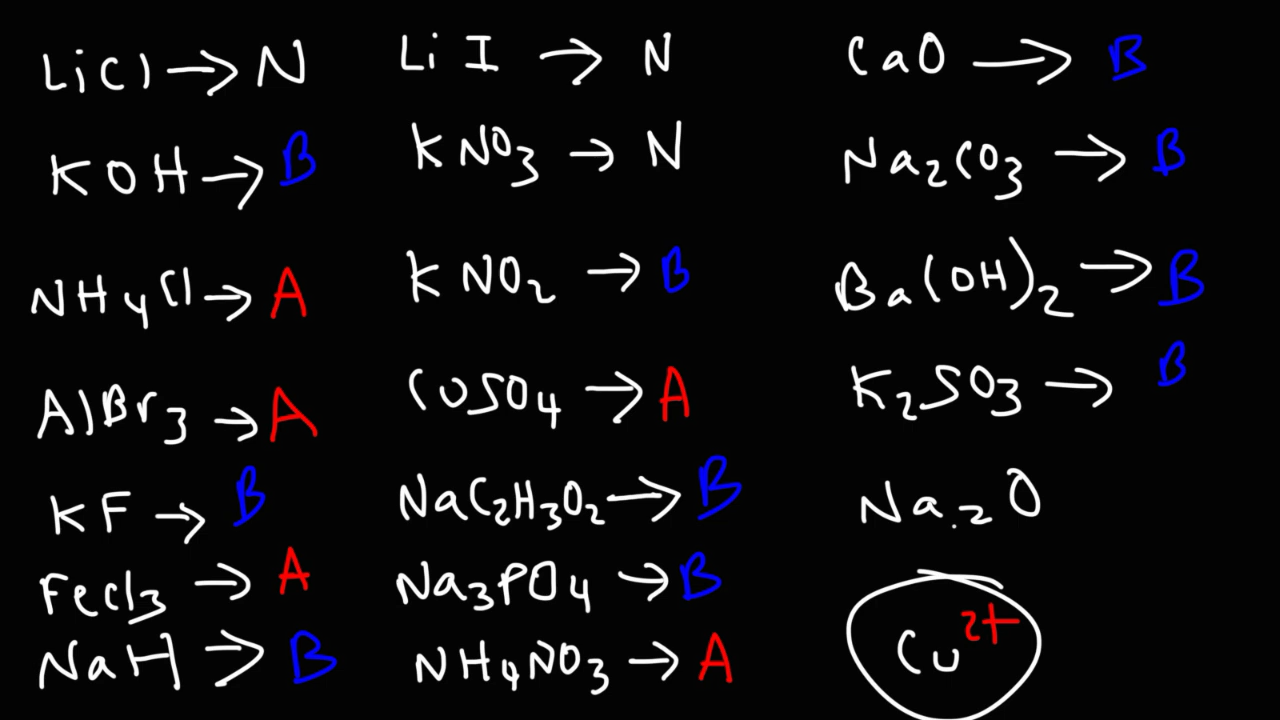 LiCl → N
KOH → B
NH4Cl → A
AlBr3 → A
KF → B
FeCl3 → A
NaH → B
LiI → N
KNO3 → N
KNO2 → B
CuSO4 → A
NaC2H3O2 → B
Na3PO4 → B
NH4NO3 → A
CaO → B
Na2CO3 → B
Ba(OH)2 → B
K2SO3 → B
Na2O
Cu2+